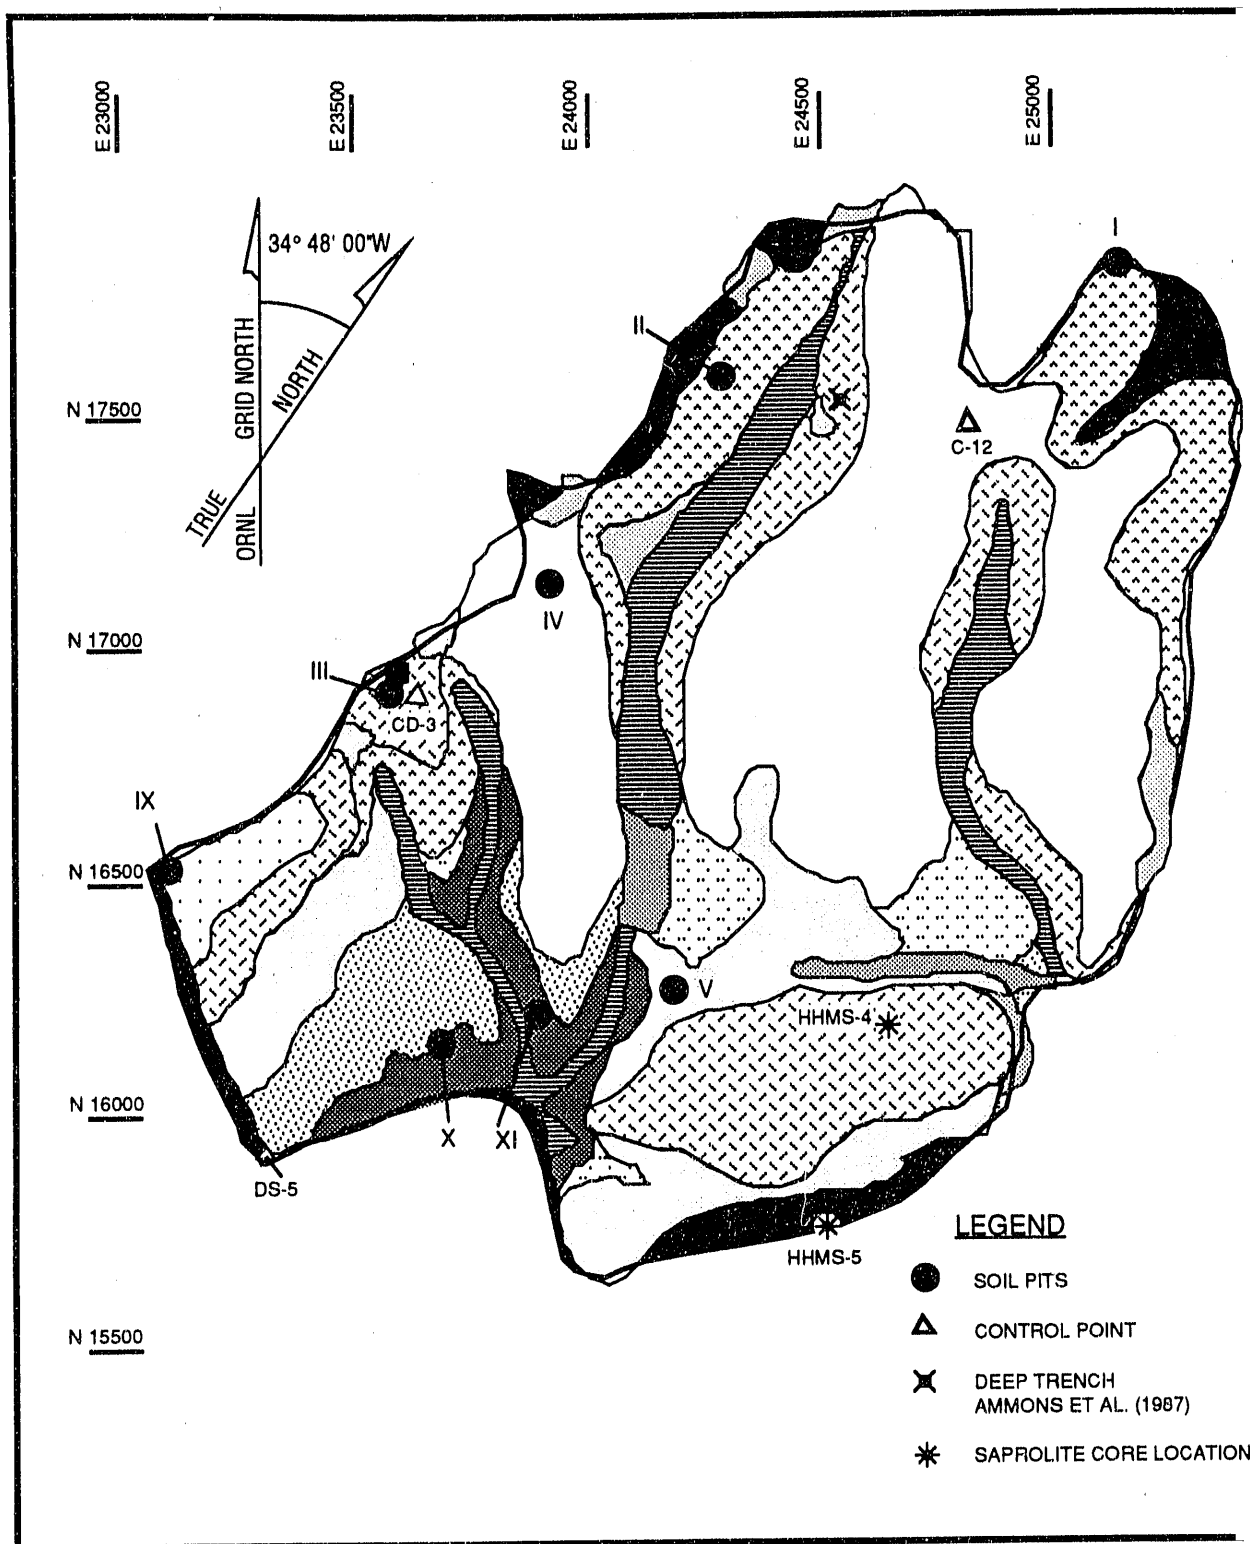 E 23000
E 23500
E 24000
E 24500
E 25000
34° 48' 00"W
ORNL GRID NORTH
TRUE NORTH
I
II
N 17500
C-12
IV
N 17000
III
CD-3
IX
N 16500
V
HHMS-4
N 16000
X
XI
DS-5
HHMS-5
LEGEND
SOIL PITS
CONTROL POINT
N 15500
DEEP TRENCH
AMMONS ET AL. (1987)
SAPROLITE CORE LOCATION